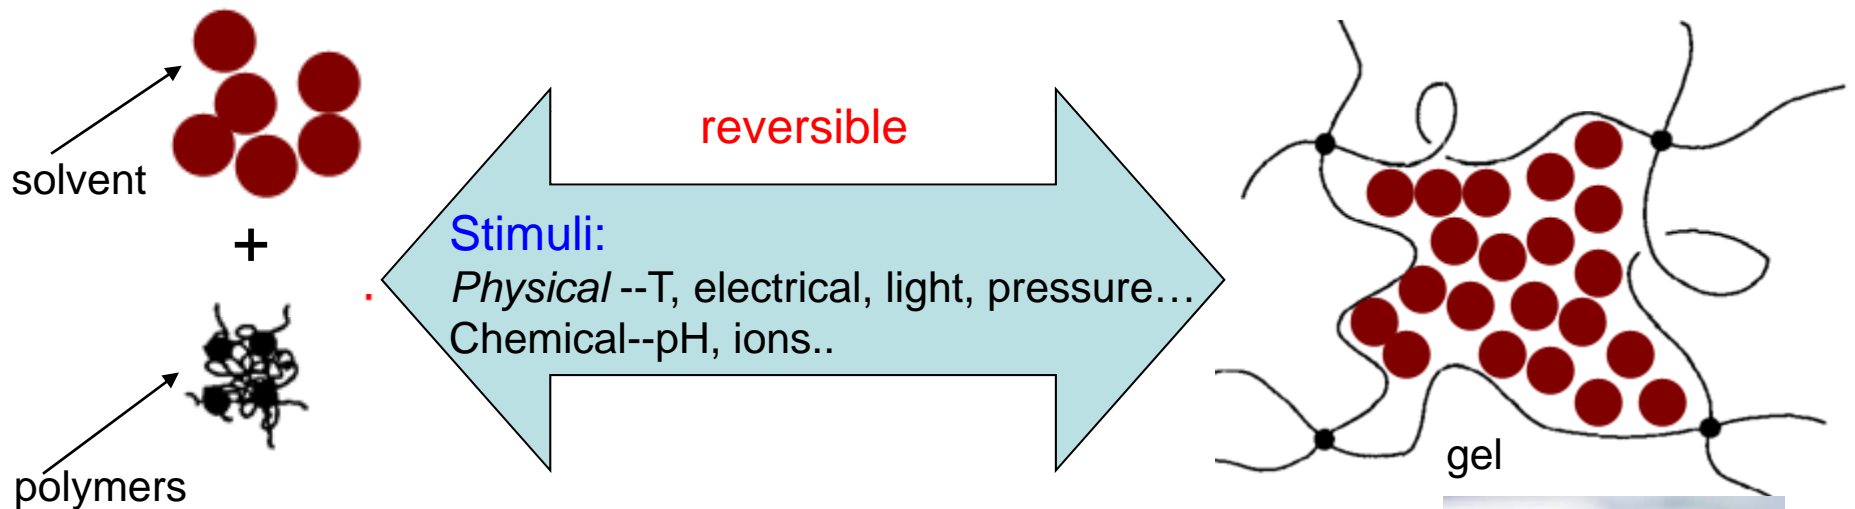 solvent
+
polymers
reversible
Stimuli:
Physical --T, electrical, light, pressure…
Chemical--pH, ions..
.
gel